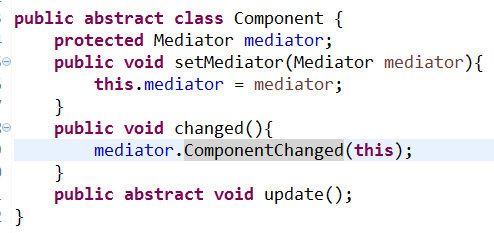 public abstract class Component {
    protected Mediator mediator;
    public void setMediator(Mediator mediator){
        this.mediator = mediator;
    }
    public void changed(){
        mediator.ComponentChanged(this);
    }
    public abstract void update();
}